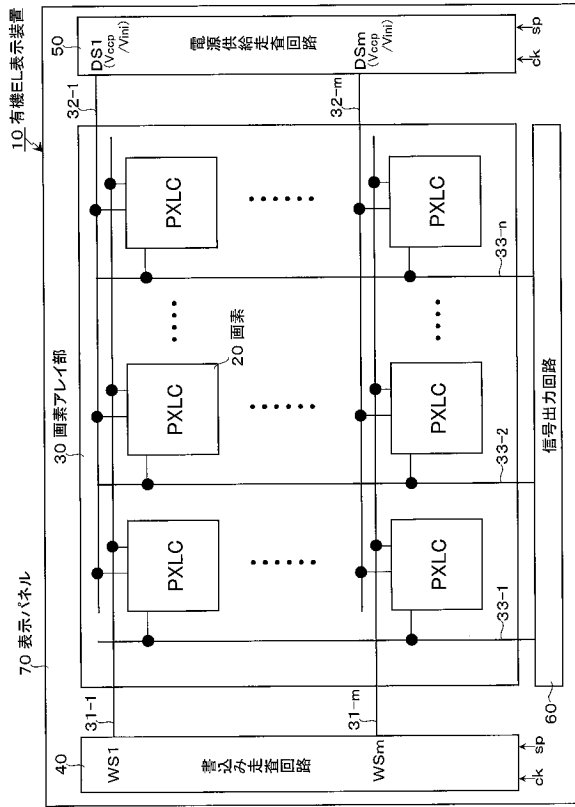 10 有機EL表示装置
70 表示パネル
30 画素アレイ部
50
電源供給走査回路
DS1
(Vccp
/Vini)
DSm
(Vccp
/Vini)
sp
ck
32-1
32-m
PXLC
PXLC
PXLC
PXLC
PXLC
PXLC
20 画素
33-n
33-2
33-1
信号出力回路
60
31-1
31-m
40
WS1
書込み走査回路
WSm
sp
ck